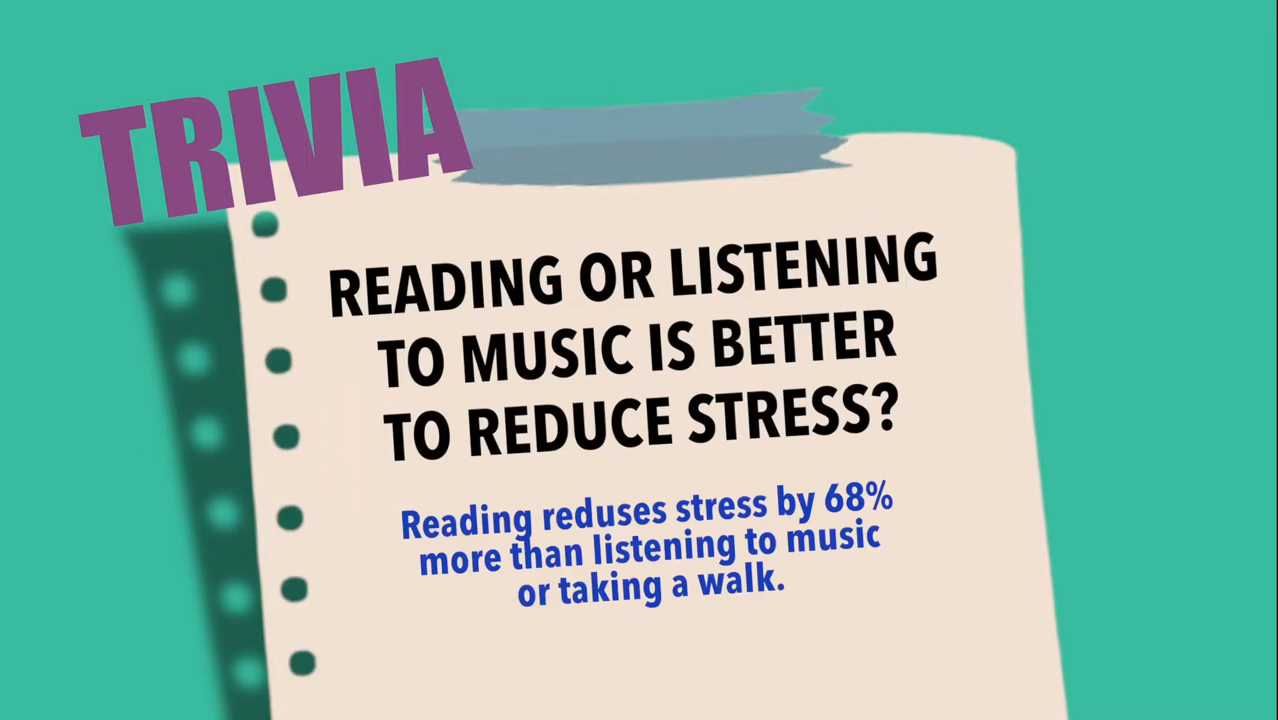 TRIVIA
READING OR LISTENING
TO MUSIC IS BETTER
TO REDUCE STRESS?
Reading reduses stress by 68%
more than listening to music
or taking a walk.